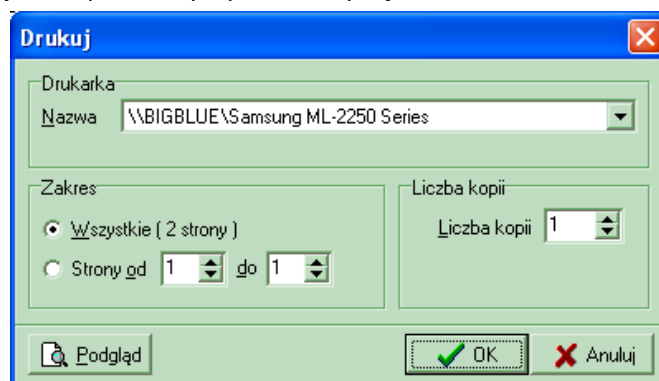 Drukuj
Drukarka
Nazwa \\BIGBLUE\Samsung ML-2250 Series
Zakres
Wszystkie ( 2 strony )
Strony od 1 do 1
Liczba kopii
Liczba kopii 1
Podgląd
OK
Anuluj